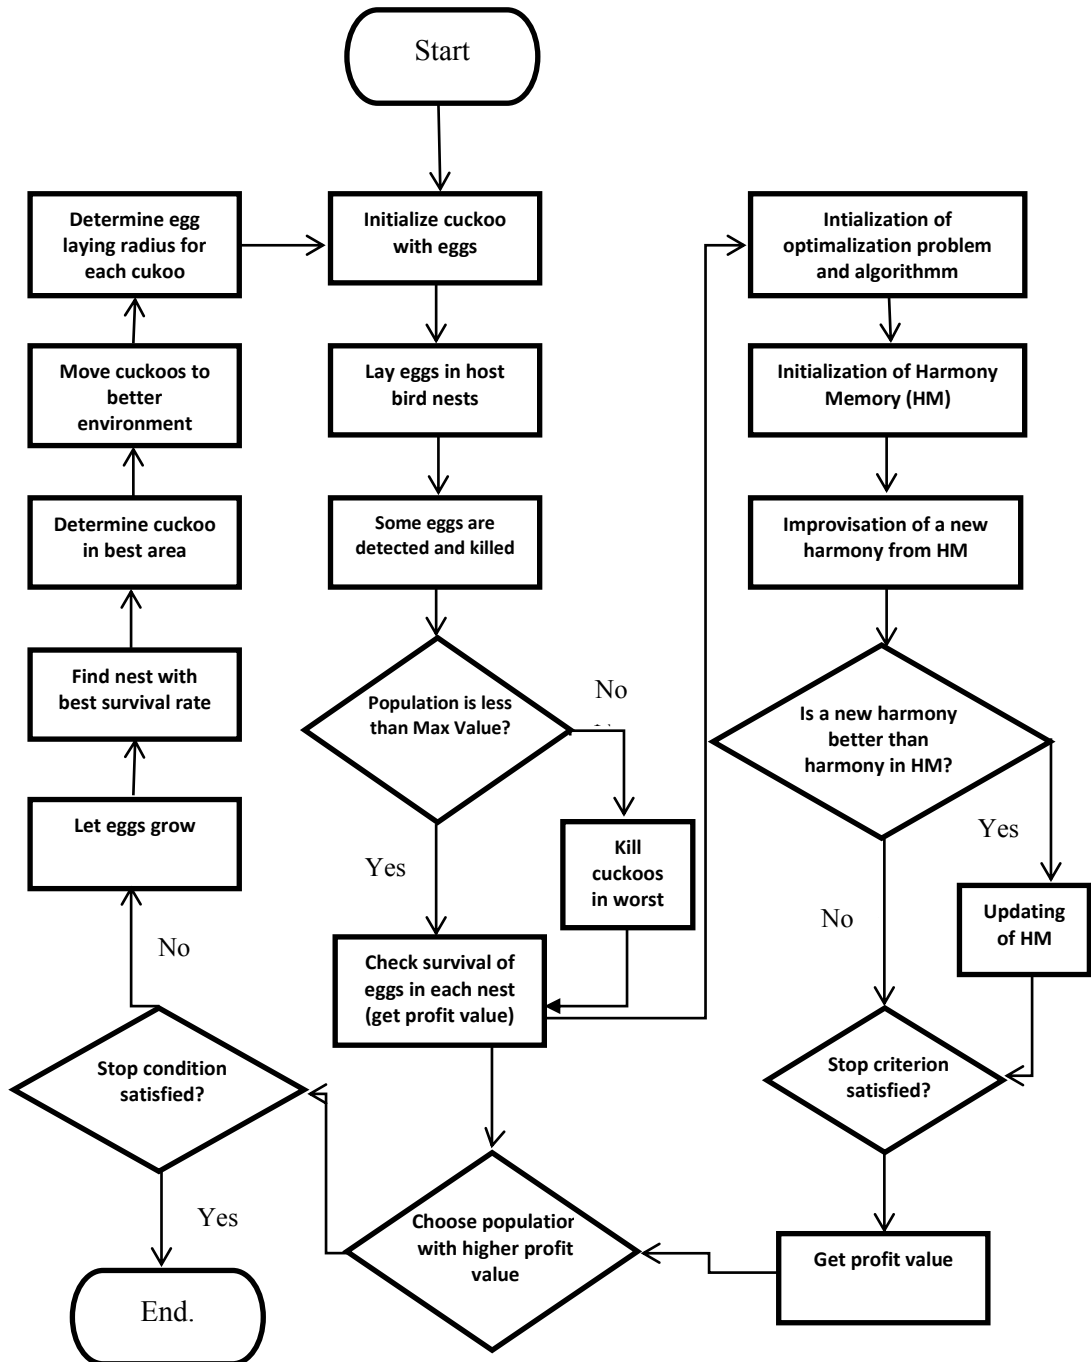 Start
Determine egg
laying radius for
each cukoo
Initialize cuckoo
with eggs
Intialization of
optimalization problem
and algorithmm
Move cuckoos to
better
environment
Lay eggs in host
bird nests
Initialization of Harmony
Memory (HM)
Determine cuckoo
in best area
Some eggs are
detected and killed
Improvisation of a new
harmony from HM
Find nest with
best survival rate
Population is less
than Max Value?
No
Is a new harmony
better than
harmony in HM?
Let eggs grow
Yes
Kill
cuckoos
in worst
Yes
No
Check survival of
eggs in each nest
(get profit value)
No
Updating
of HM
Stop condition
satisfied?
Stop criterion
satisfied?
Yes
Choose population
with higher profit
value
Get profit value
End.